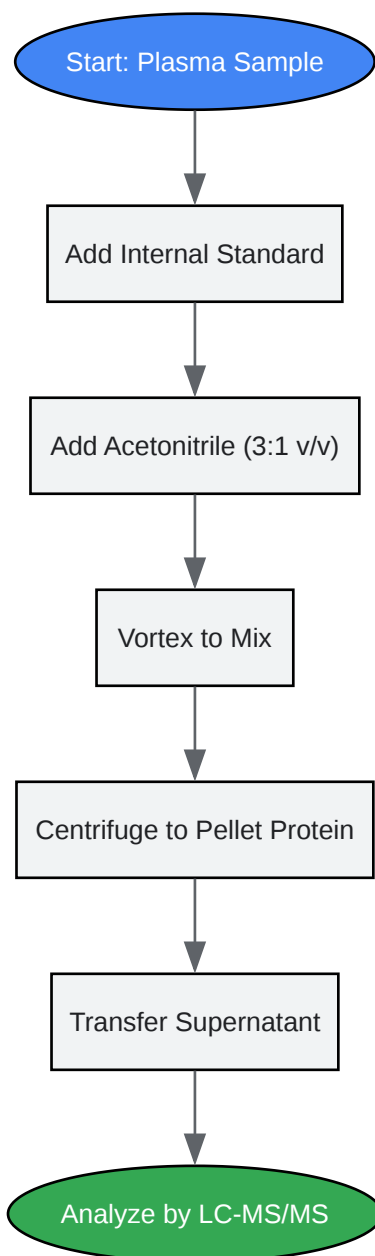 Start: Plasma Sample
Add Internal Standard
Add Acetonitrile (3:1 v/v)
Vortex to Mix
Centrifuge to Pellet Protein
Transfer Supernatant
Analyze by LC-MS/MS